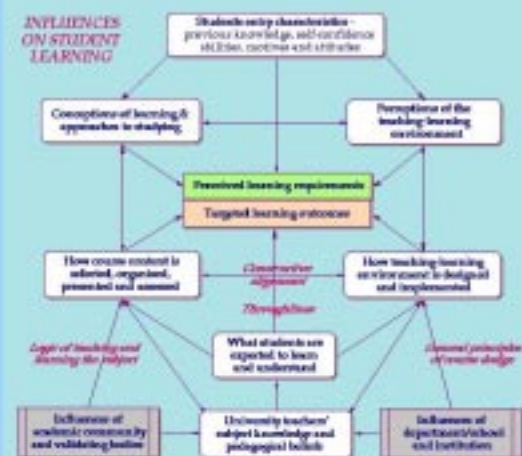 INFLUENCES
ON STUDENT
LEARNING
Students entry characteristics -
previous knowledge, self-confidence
abilities, motives and attitudes
Conceptions of learning &
approaches to studying
Perceptions of the
teaching-learning
environment
Perceived learning requirements
Targeted learning outcomes
How course content is
selected, organised,
presented and assessed
Constructive
alignment
How teaching-learning
environment is designed
and implemented
Throughlines
Logic of teaching and
learning the subject
What students are
expected to learn
and understand
General principles
of course design
Influences of
academic community
and validating bodies
University teachers'
subject knowledge and
pedagogical beliefs
Influences of
department/school
and institution